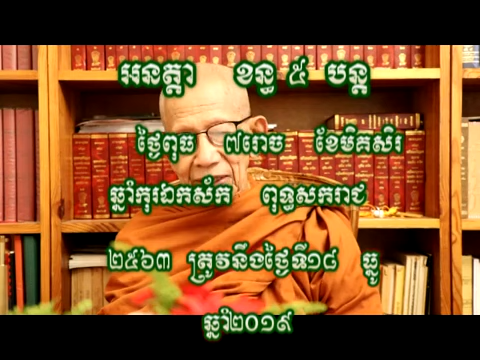 អនត្តា ខន្ធ ៥ បន្ត
ថ្ងៃពុធ ៧រោច ខែមិគសិរ
ឆ្នាំកុរឯកស័ក ពុទ្ធសករាជ
២៥៦៣ ត្រូវនឹងថ្ងៃទី១៨ ធ្នូ
ឆ្នាំ២០១៩